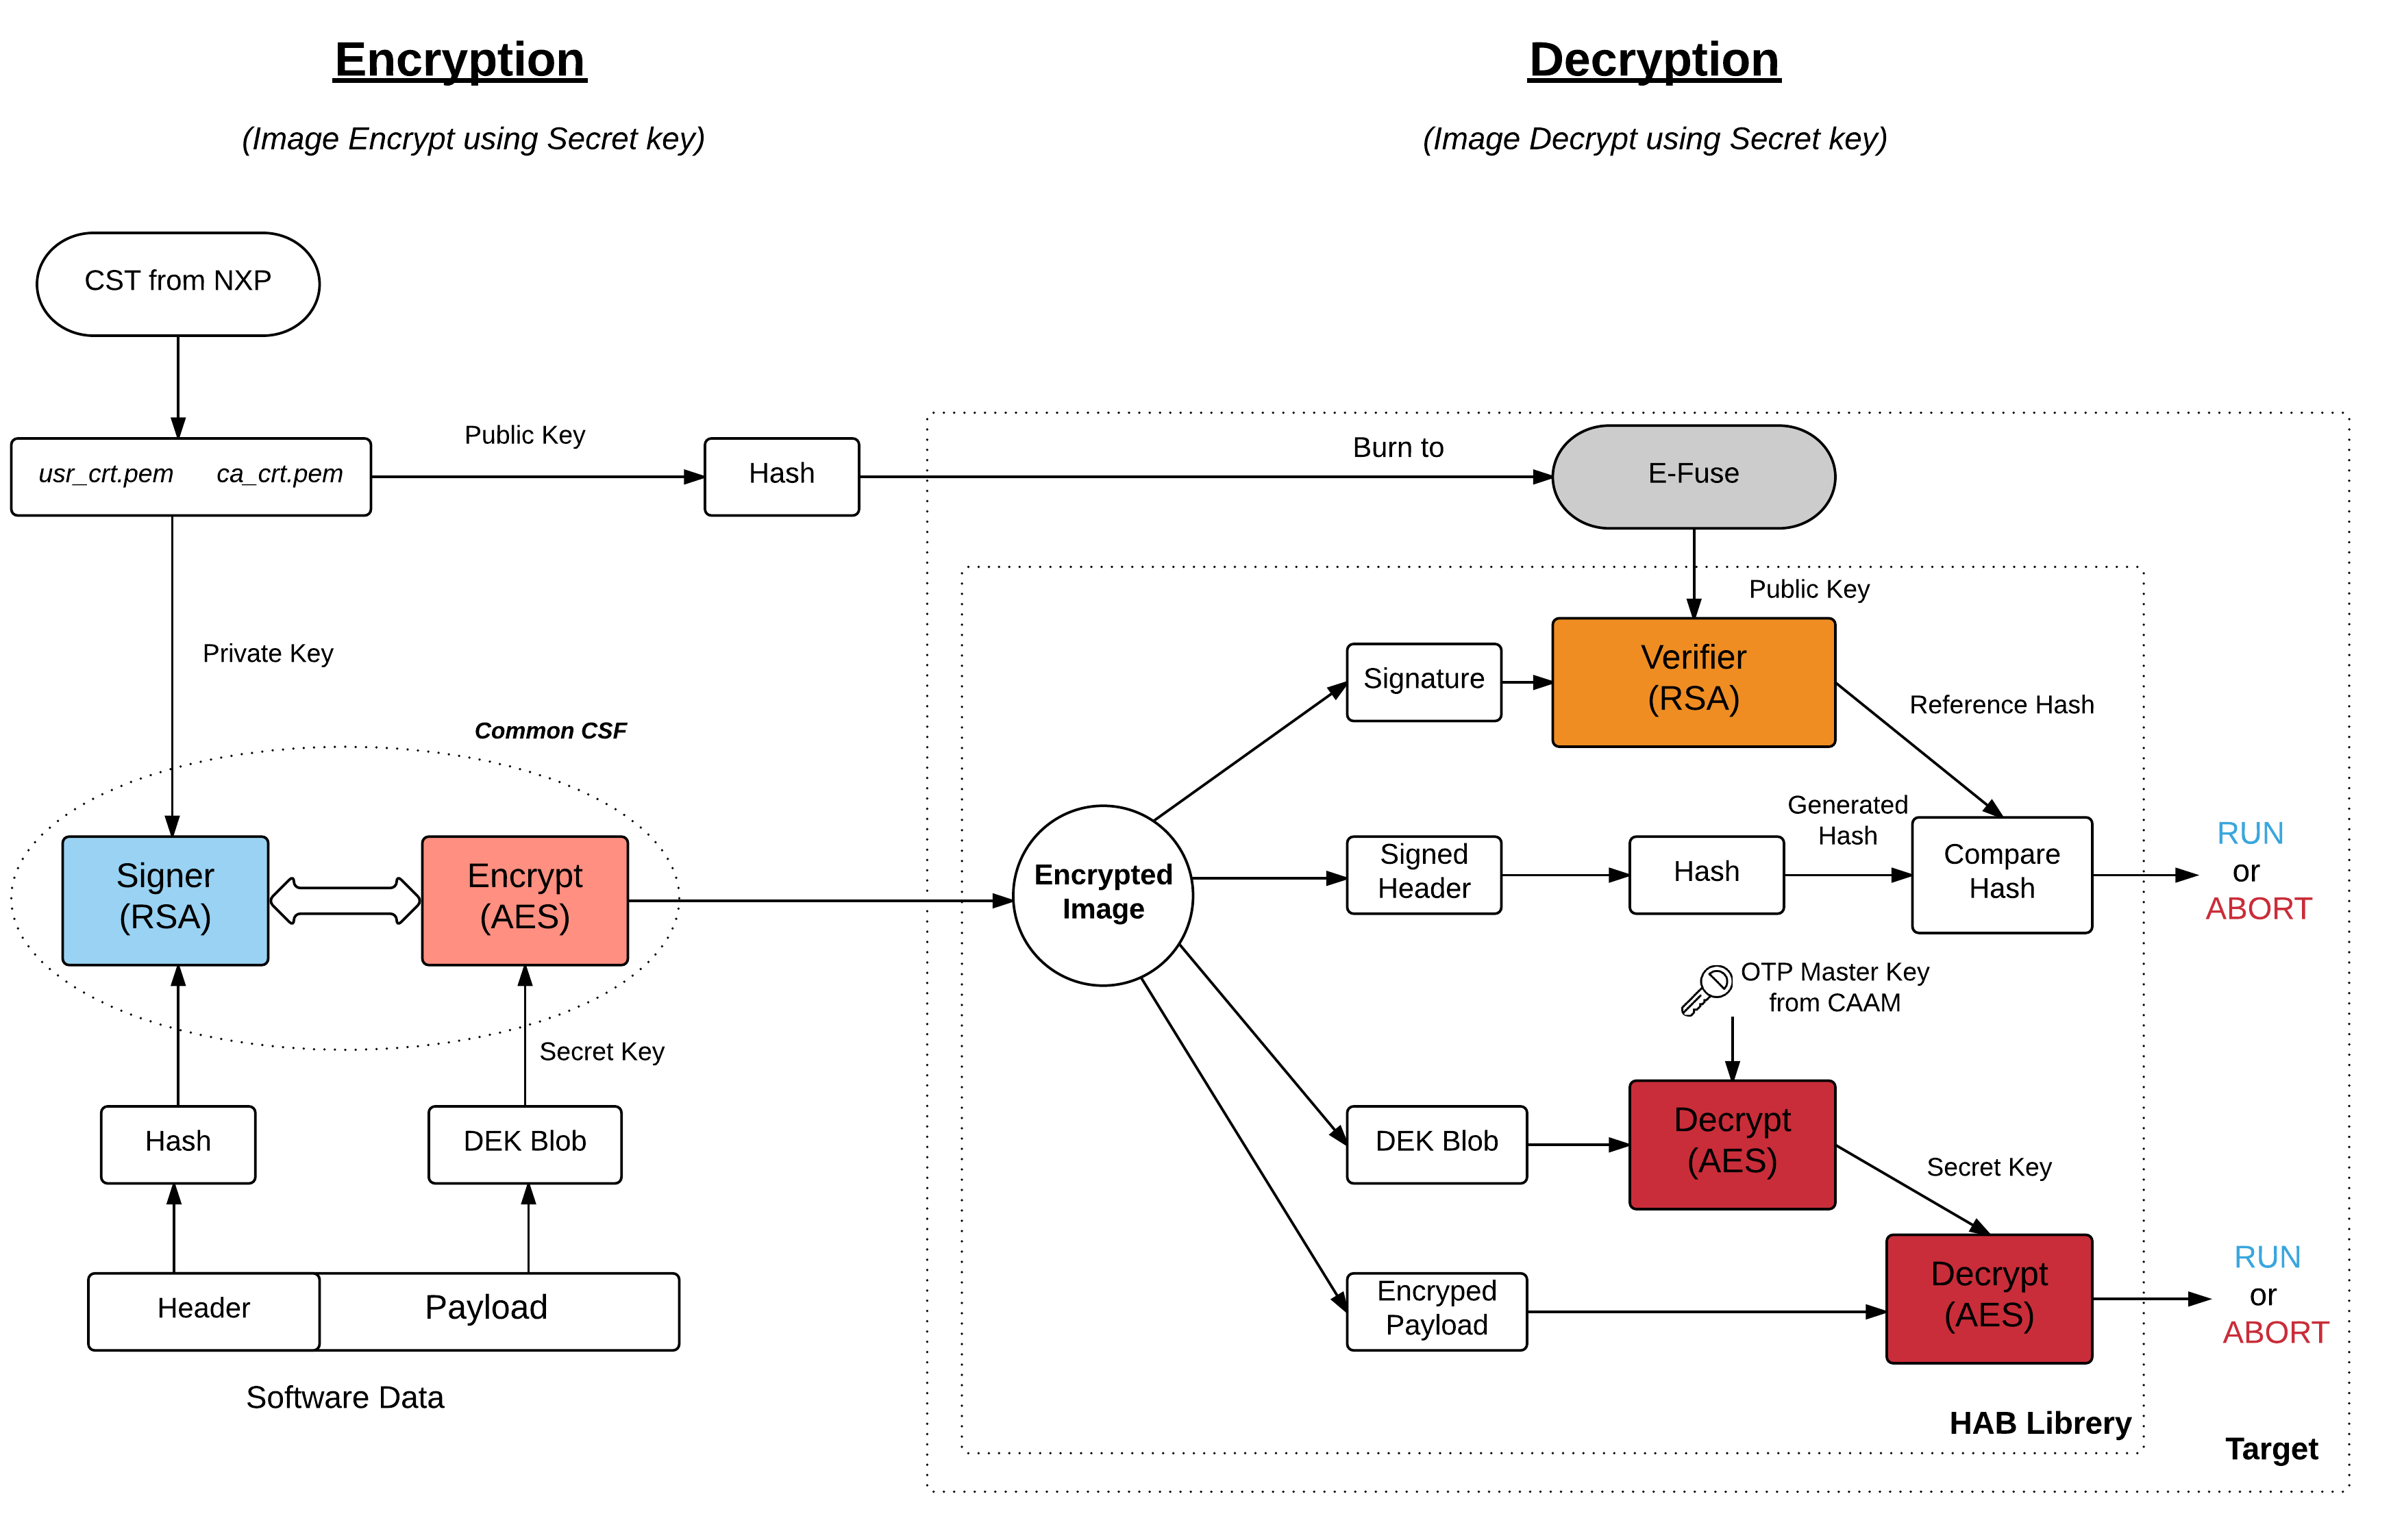 Encryption
(Image Encrypt using Secret key)
Decryption
(Image Decrypt using Secret key)
CST from NXP
usr_crt.pem
ca_crt.pem
Public Key
Hash
Burn to
E-Fuse
Public Key
Private Key
Signature
Verifier
(RSA)
Reference Hash
Common CSF
Signer
(RSA)
Encrypt
(AES)
Encrypted
Image
Signed
Header
Hash
Generated
Hash
Compare
Hash
RUN
or
ABORT
OTP Master Key
from CAAM
Secret Key
Hash
DEK Blob
DEK Blob
Decrypt
(AES)
Secret Key
Header
Payload
Encryped
Payload
Decrypt
(AES)
RUN
or
ABORT
Software Data
HAB Librery
Target